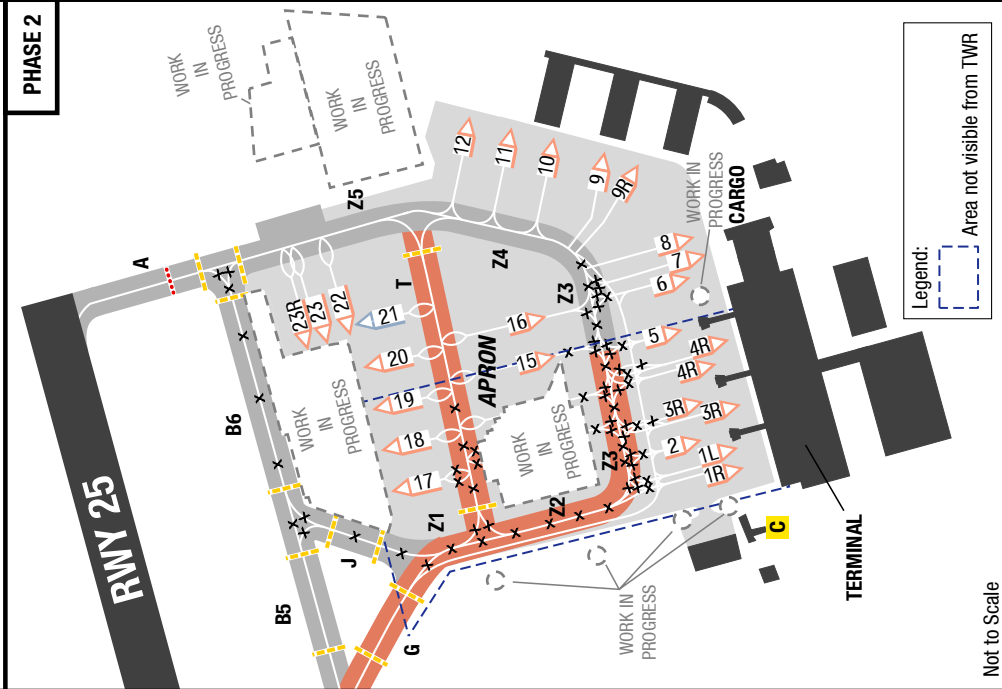 PHASE 2
WORK
IN
PROGRESS
WORK
IN
PROGRESS
A
Z5
12
11
10
9
9R
RWY 25
B6
23R
23
22
21
T
Z4
20
16
Z3
8
7
6
WORK IN
PROGRESS
CARGO
WORK
IN
PROGRESS
19
APRON
15
5
4R
4R
18
17
WORK
IN
PROGRESS
3R
3R
Z3
2
1L
1R
Z1
Z2
J
B5
G
WORK IN
PROGRESS
C
TERMINAL
Legend:
Area not visible from TWR
Not to Scale